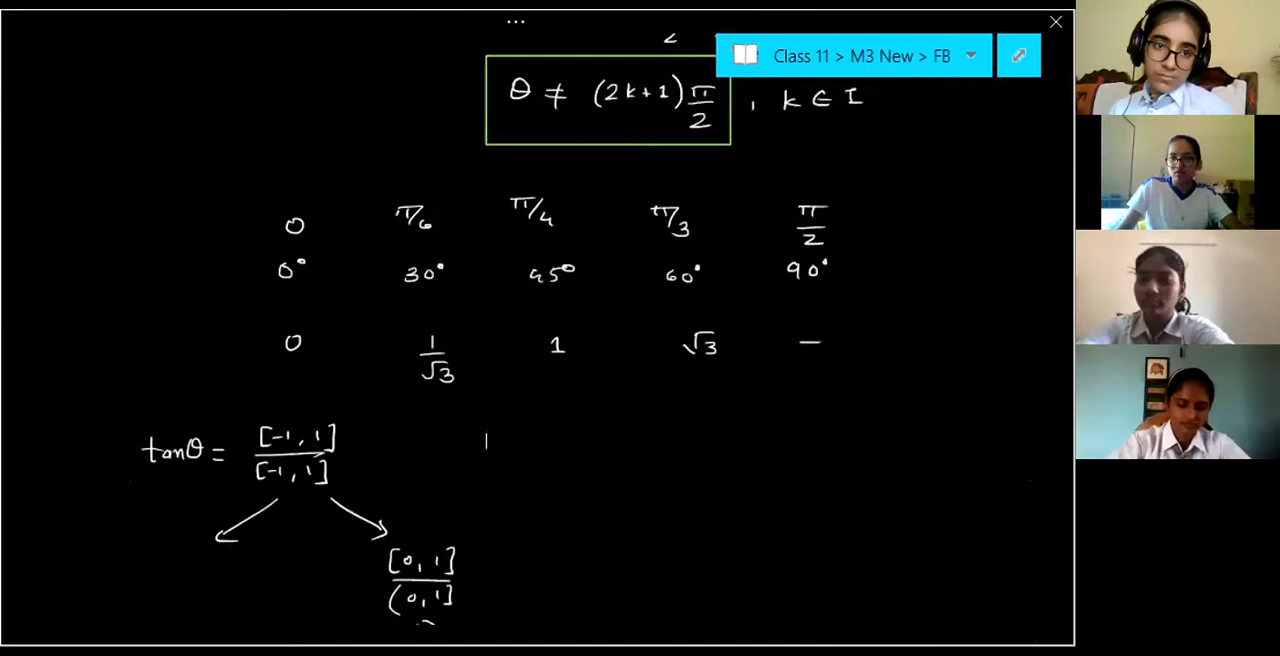 ...
Class 11 > M3 New > FB
θ ≠ (2k+1)π/2 , k ∈ I
0 π/6 π/4 π/3 π/2
0° 30° 45° 60° 90°
0 1/√3 1 √3 —
tanθ = [-1, 1]/[-1, 1]
[0, 1]/(0, 1]